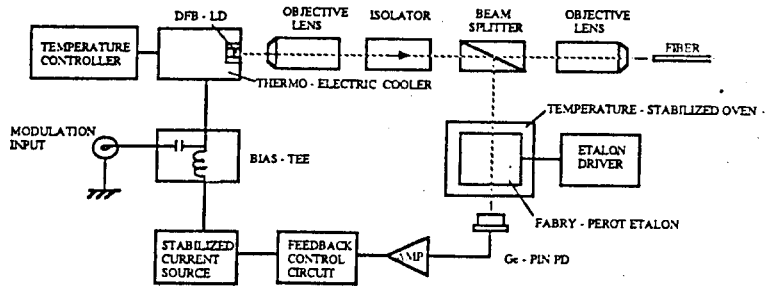 DFB - LD
OBJECTIVE
LENS
ISOLATOR
BEAM
SPLITTER
OBJECTIVE
LENS
TEMPERATURE
CONTROLLER
FIBER
THERMO - ELECTRIC COOLER
TEMPERATURE - STABILIZED OVEN
MODULATION
INPUT
BIAS - TEE
ETALON
DRIVER
FABRY - PEROT ETALON
STABILIZED
CURRENT
SOURCE
FEEDBACK
CONTROL
CIRCUIT
AMP
Ge - PIN PD